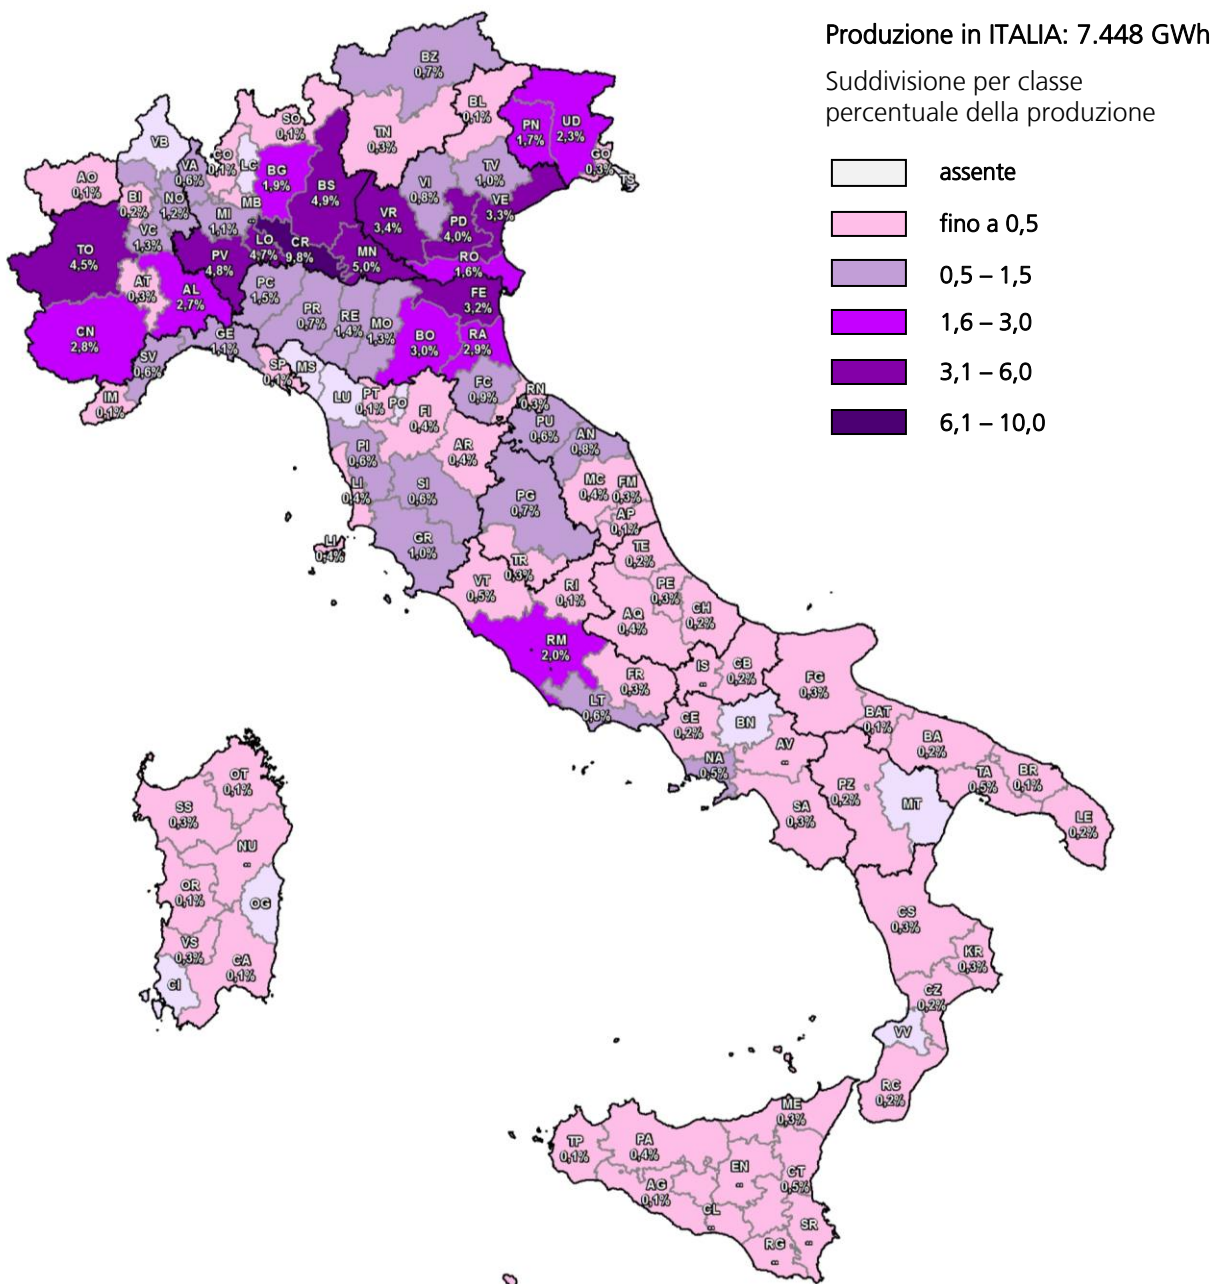 Produzione in ITALIA: 7.448 GWh
Suddivisione per classe
percentuale della produzione
assente
fino a 0,5
0,5 – 1,5
1,6 – 3,0
3,1 – 6,0
6,1 – 10,0
BZ
0,7%
BL
0,1%
SO
0,1%
TN
0,3%
PN
1,7%
UD
2,3%
GO
0,3%
TS
VB
AO
0,1%
VA
0,6%
CO
0,1%
LC
BG
1,9%
BS
4,9%
VI
0,8%
TV
1,0%
VE
3,3%
BI
0,2%
NO
1,2%
MB
..
MI
1,1%
VR
3,4%
PD
4,0%
VC
1,3%
TO
4,5%
PV
4,8%
LO
4,7%
CR
9,8%
MN
5,0%
RO
1,6%
AT
0,3%
AL
2,7%
PC
1,5%
PR
0,7%
RE
1,4%
MO
1,3%
FE
3,2%
CN
2,8%
GE
1,1%
BO
3,0%
RA
2,9%
SV
0,6%
SP
0,1%
MS
IM
0,1%
LU
PT
0,1%
PO
FI
0,4%
FC
0,9%
RN
0,3%
PU
0,6%
AN
0,8%
PI
0,6%
AR
0,4%
LI
0,4%
SI
0,6%
PG
0,7%
MC
0,4%
FM
0,3%
AP
0,1%
LI
0,4%
GR
1,0%
TE
0,2%
TR
0,3%
VT
0,5%
RI
0,1%
PE
0,3%
AQ
0,4%
CH
0,2%
RM
2,0%
FR
0,3%
IS
..
CB
0,2%
FG
0,3%
LT
0,6%
CE
0,2%
BN
BAT
0,1%
BA
0,2%
AV
..
NA
0,5%
PZ
0,2%
MT
TA
0,5%
BR
0,1%
SA
0,3%
LE
0,2%
OT
0,1%
SS
0,3%
NU
..
OR
0,1%
OG
VS
0,3%
CA
0,1%
CI
CS
0,3%
KR
0,3%
CZ
0,2%
VV
RC
0,2%
ME
0,3%
TP
0,1%
PA
0,4%
EN
..
CT
0,5%
AG
0,1%
CL
..
SR
..
RG
..